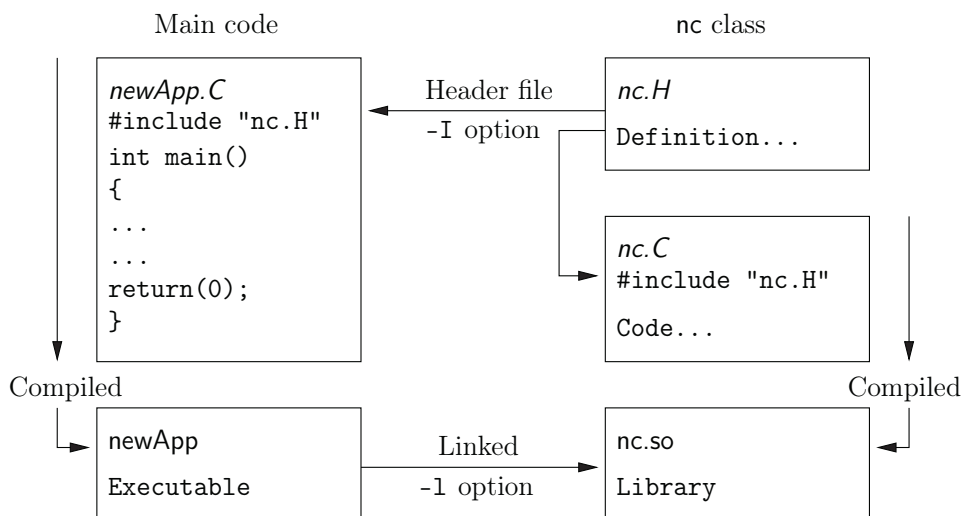 Main code
newApp.C
#include "nc.H"
int main()
{
...
...
return(0);
}
Header file
-I option
nc class
nc.H
Definition...
nc.C
#include "nc.H"
Code...
Compiled
Compiled
newApp
Executable
Linked
-l option
nc.so
Library